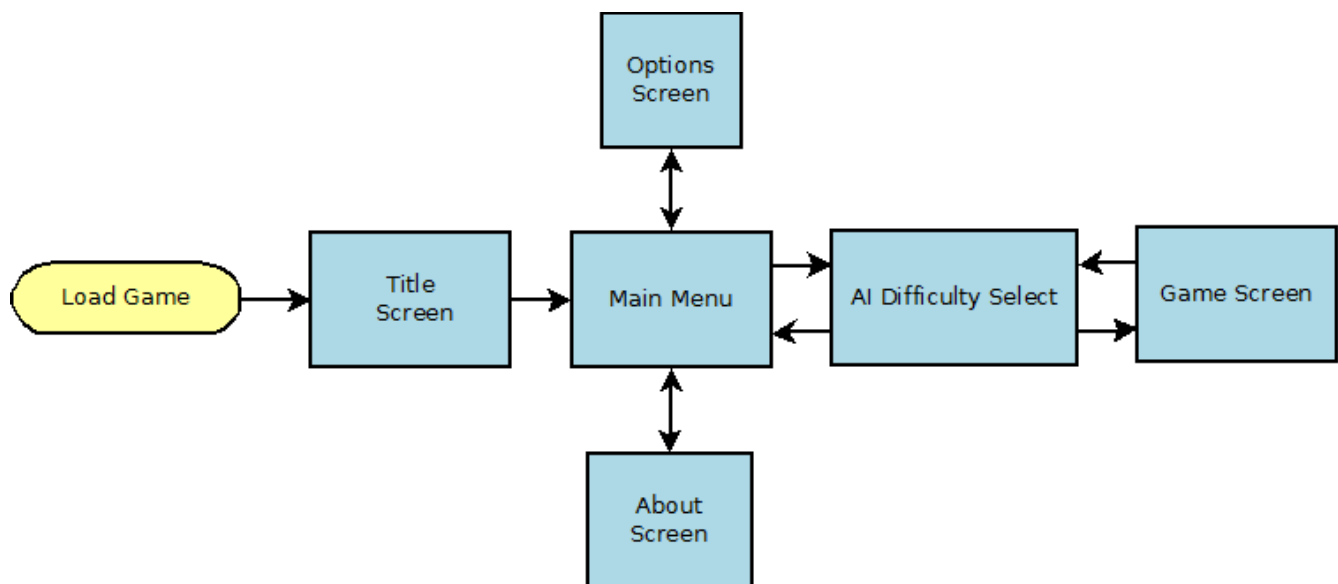 Options
Screen
Load Game
Title
Screen
Main Menu
AI Difficulty Select
Game Screen
About
Screen